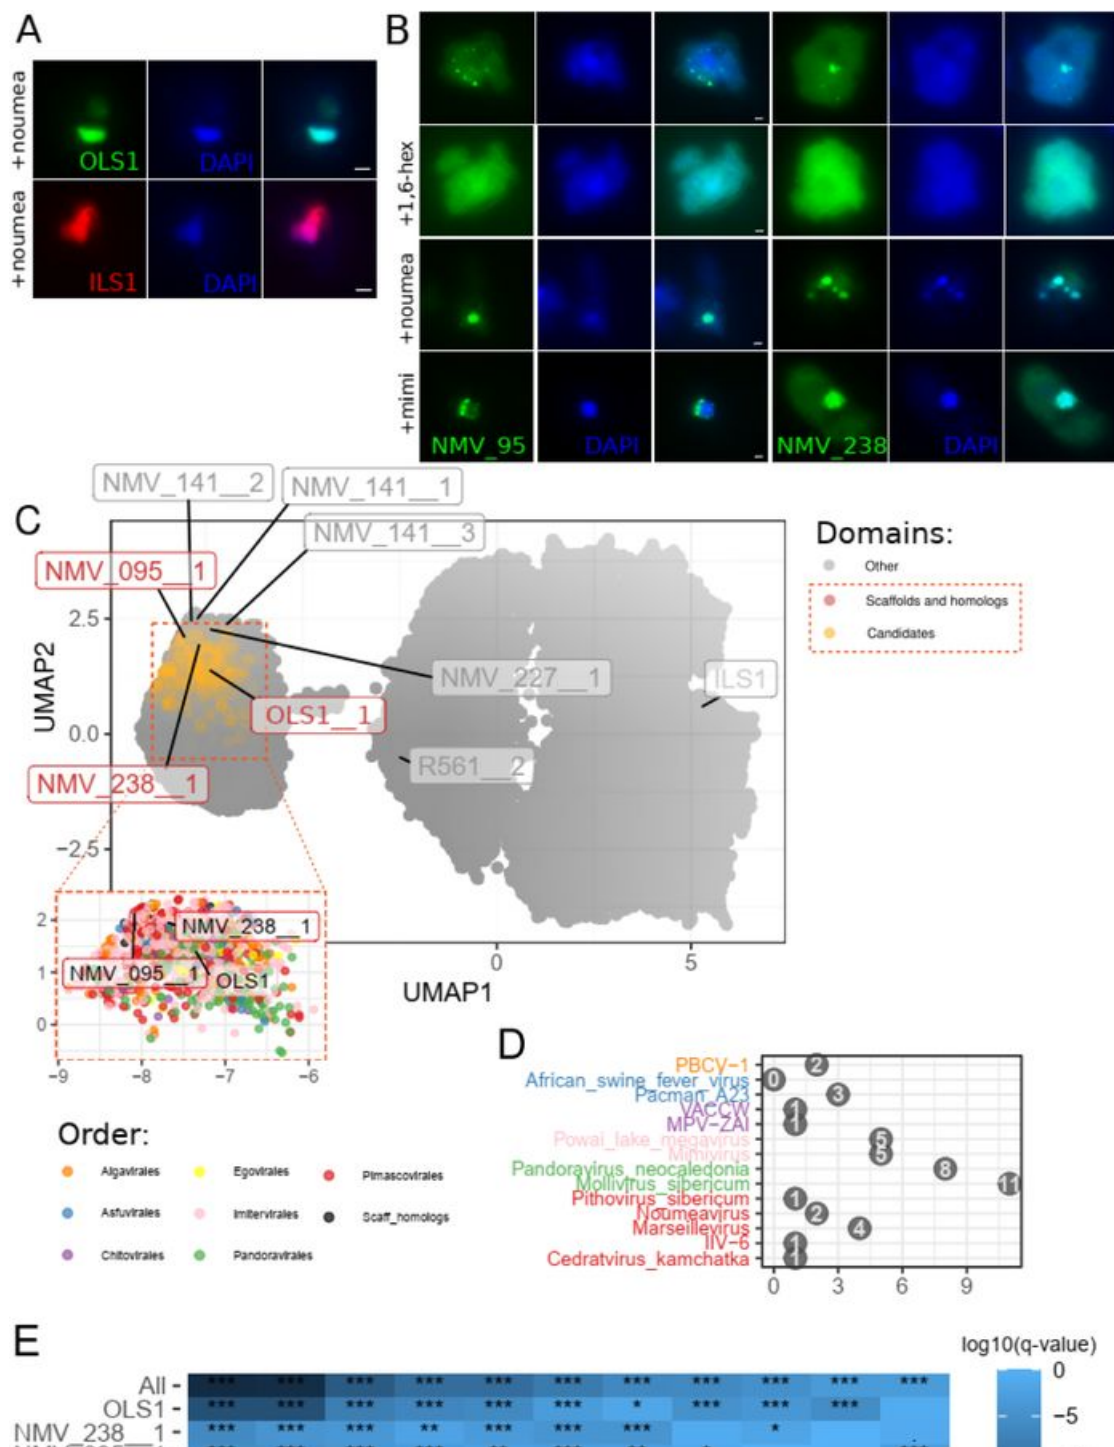 A
+noumea
OLS1
DAPI
+noumea
ILS1
DAPI
B
+1,6-hex
+noumea
+mimi
NMV_95
DAPI
NMV_238
DAPI
C
NMV_141__2
NMV_141__1
NMV_141__3
NMV_095__1
NMV_227__1
ILS1
OLS1__1
R561__2
NMV_238__1
UMAP2
2.5
0.0
−2.5
0
5
UMAP1
Domains:
Other
Scaffolds and homologs
Candidates
NMV_238__1
NMV_095__1
OLS1
2
1
0
−9
−8
−7
−6
Order:
Algavirales
Egovirales
Pimascovirales
Asfuvirales
Imitervirales
Scaff_homologs
Chitovirales
Pandoravirales
D
PBCV−1
2
African_swine_fever_virus
0
Pacman_A23
3
VACCW
1
MPV−ZAI
1
Powai_lake_megavirus
5
Mimivirus
5
Pandoravirus_neocaledonia
8
Mollivirus_sibericum
11
Pithovirus_sibericum
1
Noumeavirus
2
Marseillevirus
4
IIV−6
1
Cedratvirus_kamchatka
1
0
3
6
9
E
log10(q-value)
0
−5
All
*** *** *** *** *** *** *** *** *** *** ***
OLS1
*** *** *** *** *** *** * *** *** ***
NMV_238__1
*** *** *** ** *** *** *** * .